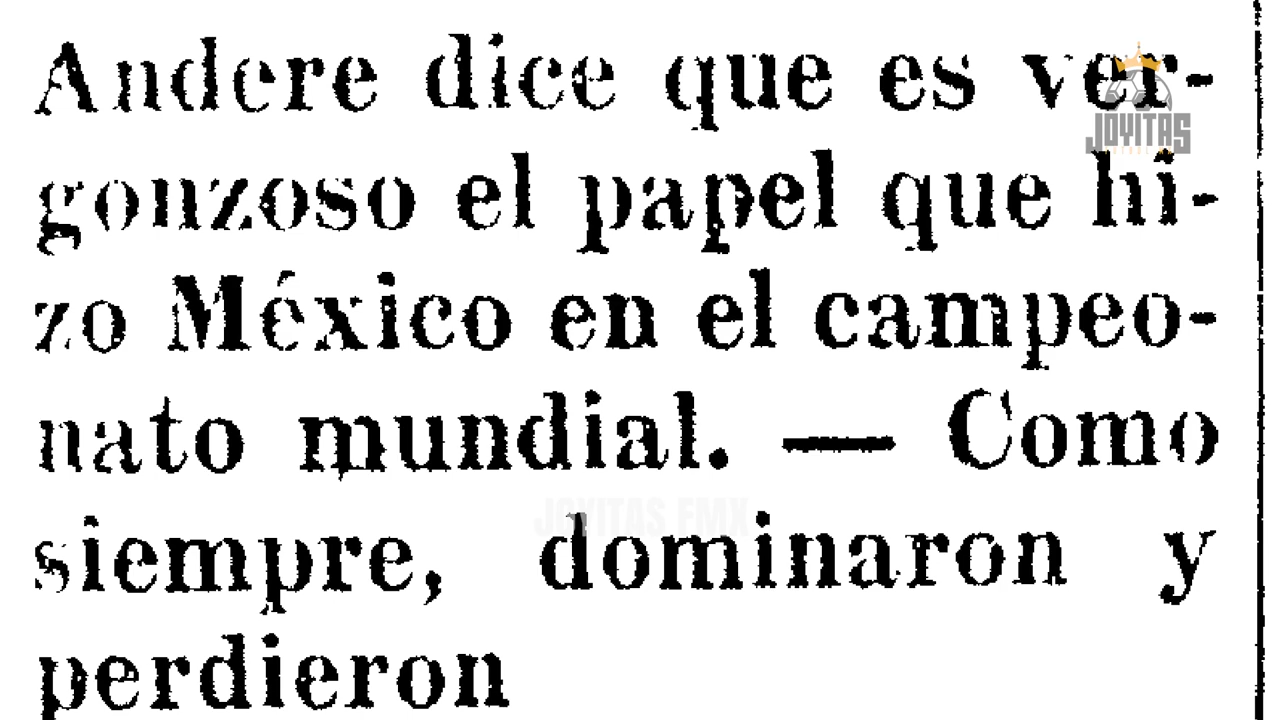 Andere dice que es ver-
gonzoso el papel que hi-
zo México en el campeo-
nato mundial. — Como
siempre, dominaron y
perdieron
JOYITAS
JOYITAS FMX